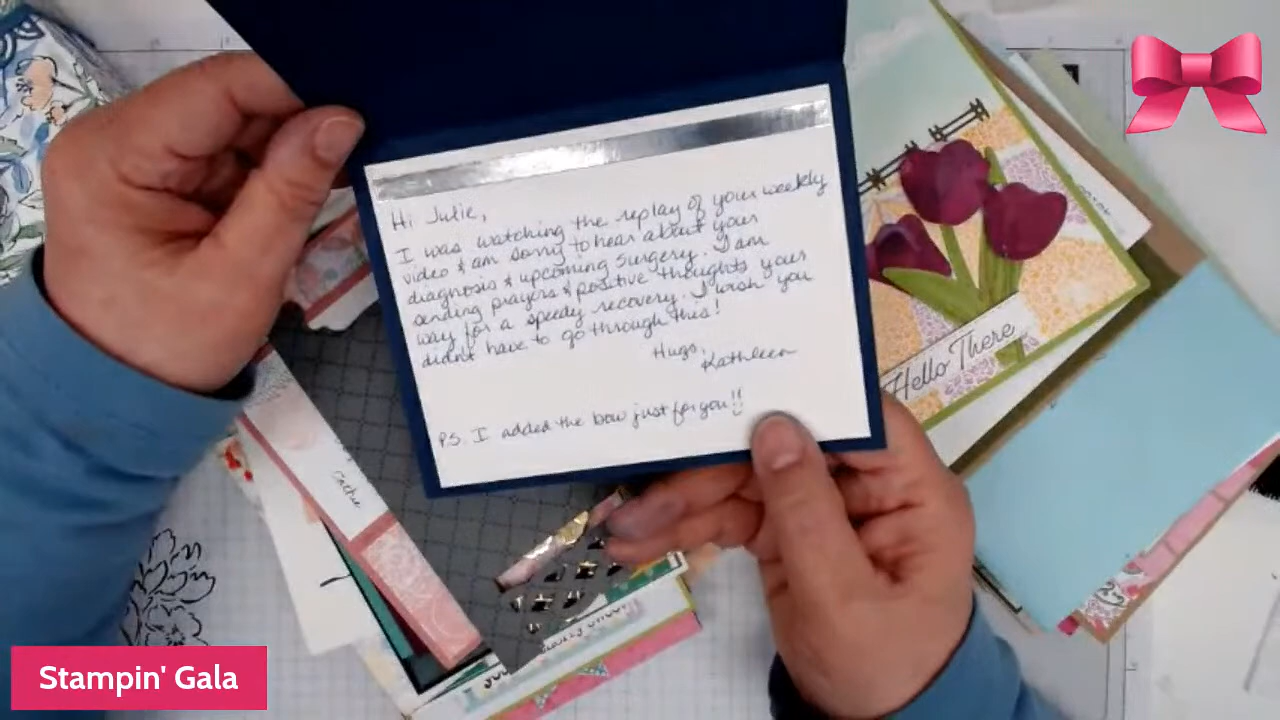 Hi Julie,
I was watching the replay of your weekly
video & am sorry to hear about your
diagnosis & upcoming surgery. I am
sending prayers & positive thoughts your
way for a speedy recovery. I wish you
didn't have to go through this!
Hugs,
Kathleen
P.S. I added the bow just for you!!
Hello There
Stampin' Gala